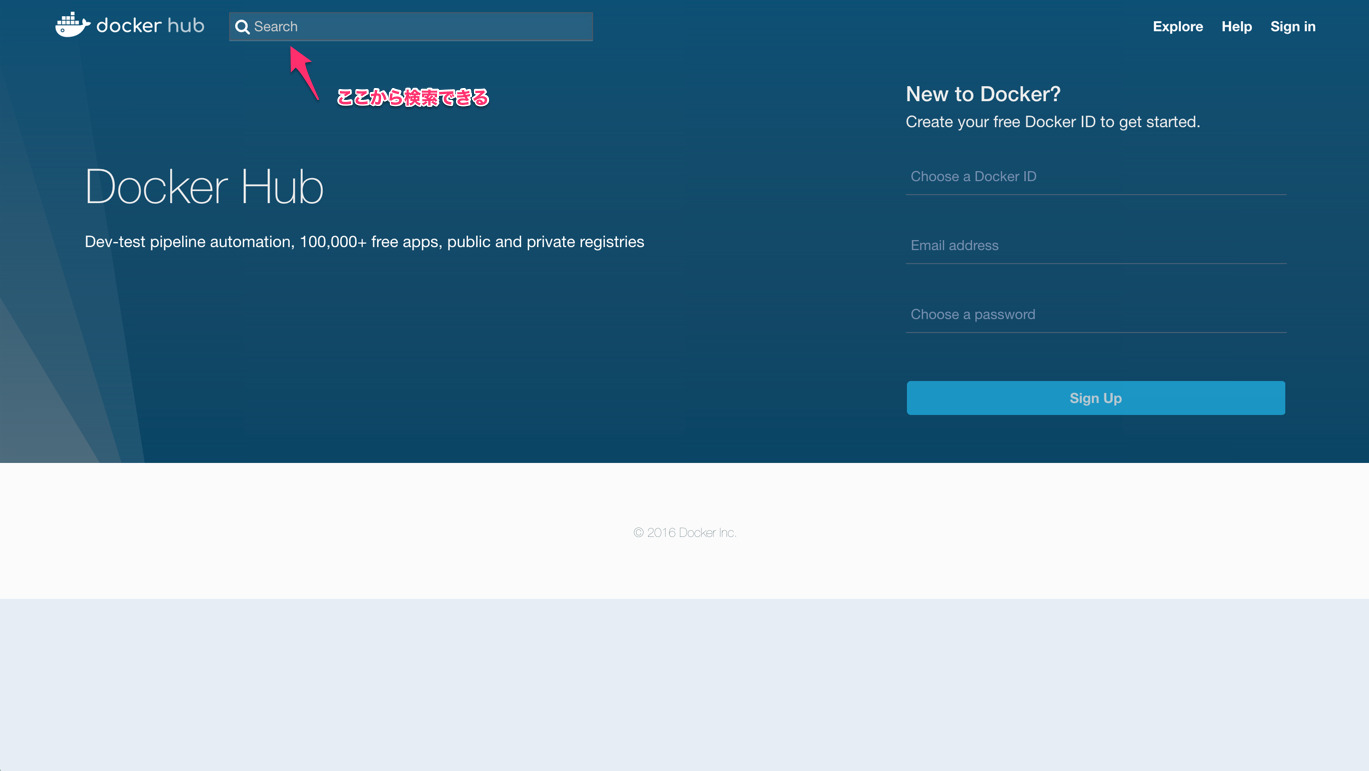 docker hub
Search
Explore
Help
Sign in
ここから検索できる
New to Docker?
Create your free Docker ID to get started.
Choose a Docker ID
Docker Hub
Dev-test pipeline automation, 100,000+ free apps, public and private registries
Email address
Choose a password
Sign Up
© 2016 Docker Inc.